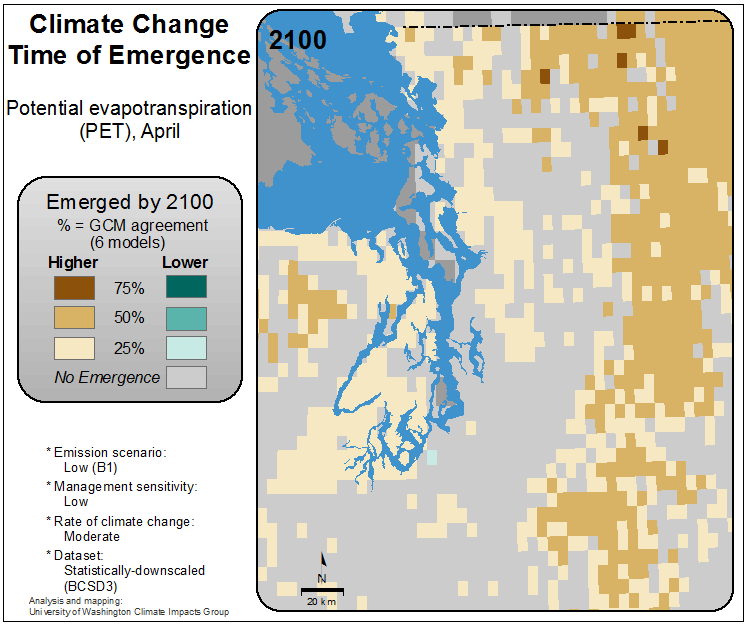 Climate Change
Time of Emergence
Potential evapotranspiration
(PET), April
Emerged by 2100
% = GCM agreement
(6 models)
Higher Lower
75%
50%
25%
No Emergence
* Emission scenario:
Low (B1)
* Management sensitivity:
Low
* Rate of climate change:
Moderate
* Dataset:
Statistically-downscaled
(BCSD3)
Analysis and mapping:
University of Washington Climate Impacts Group
2100
N
20 km